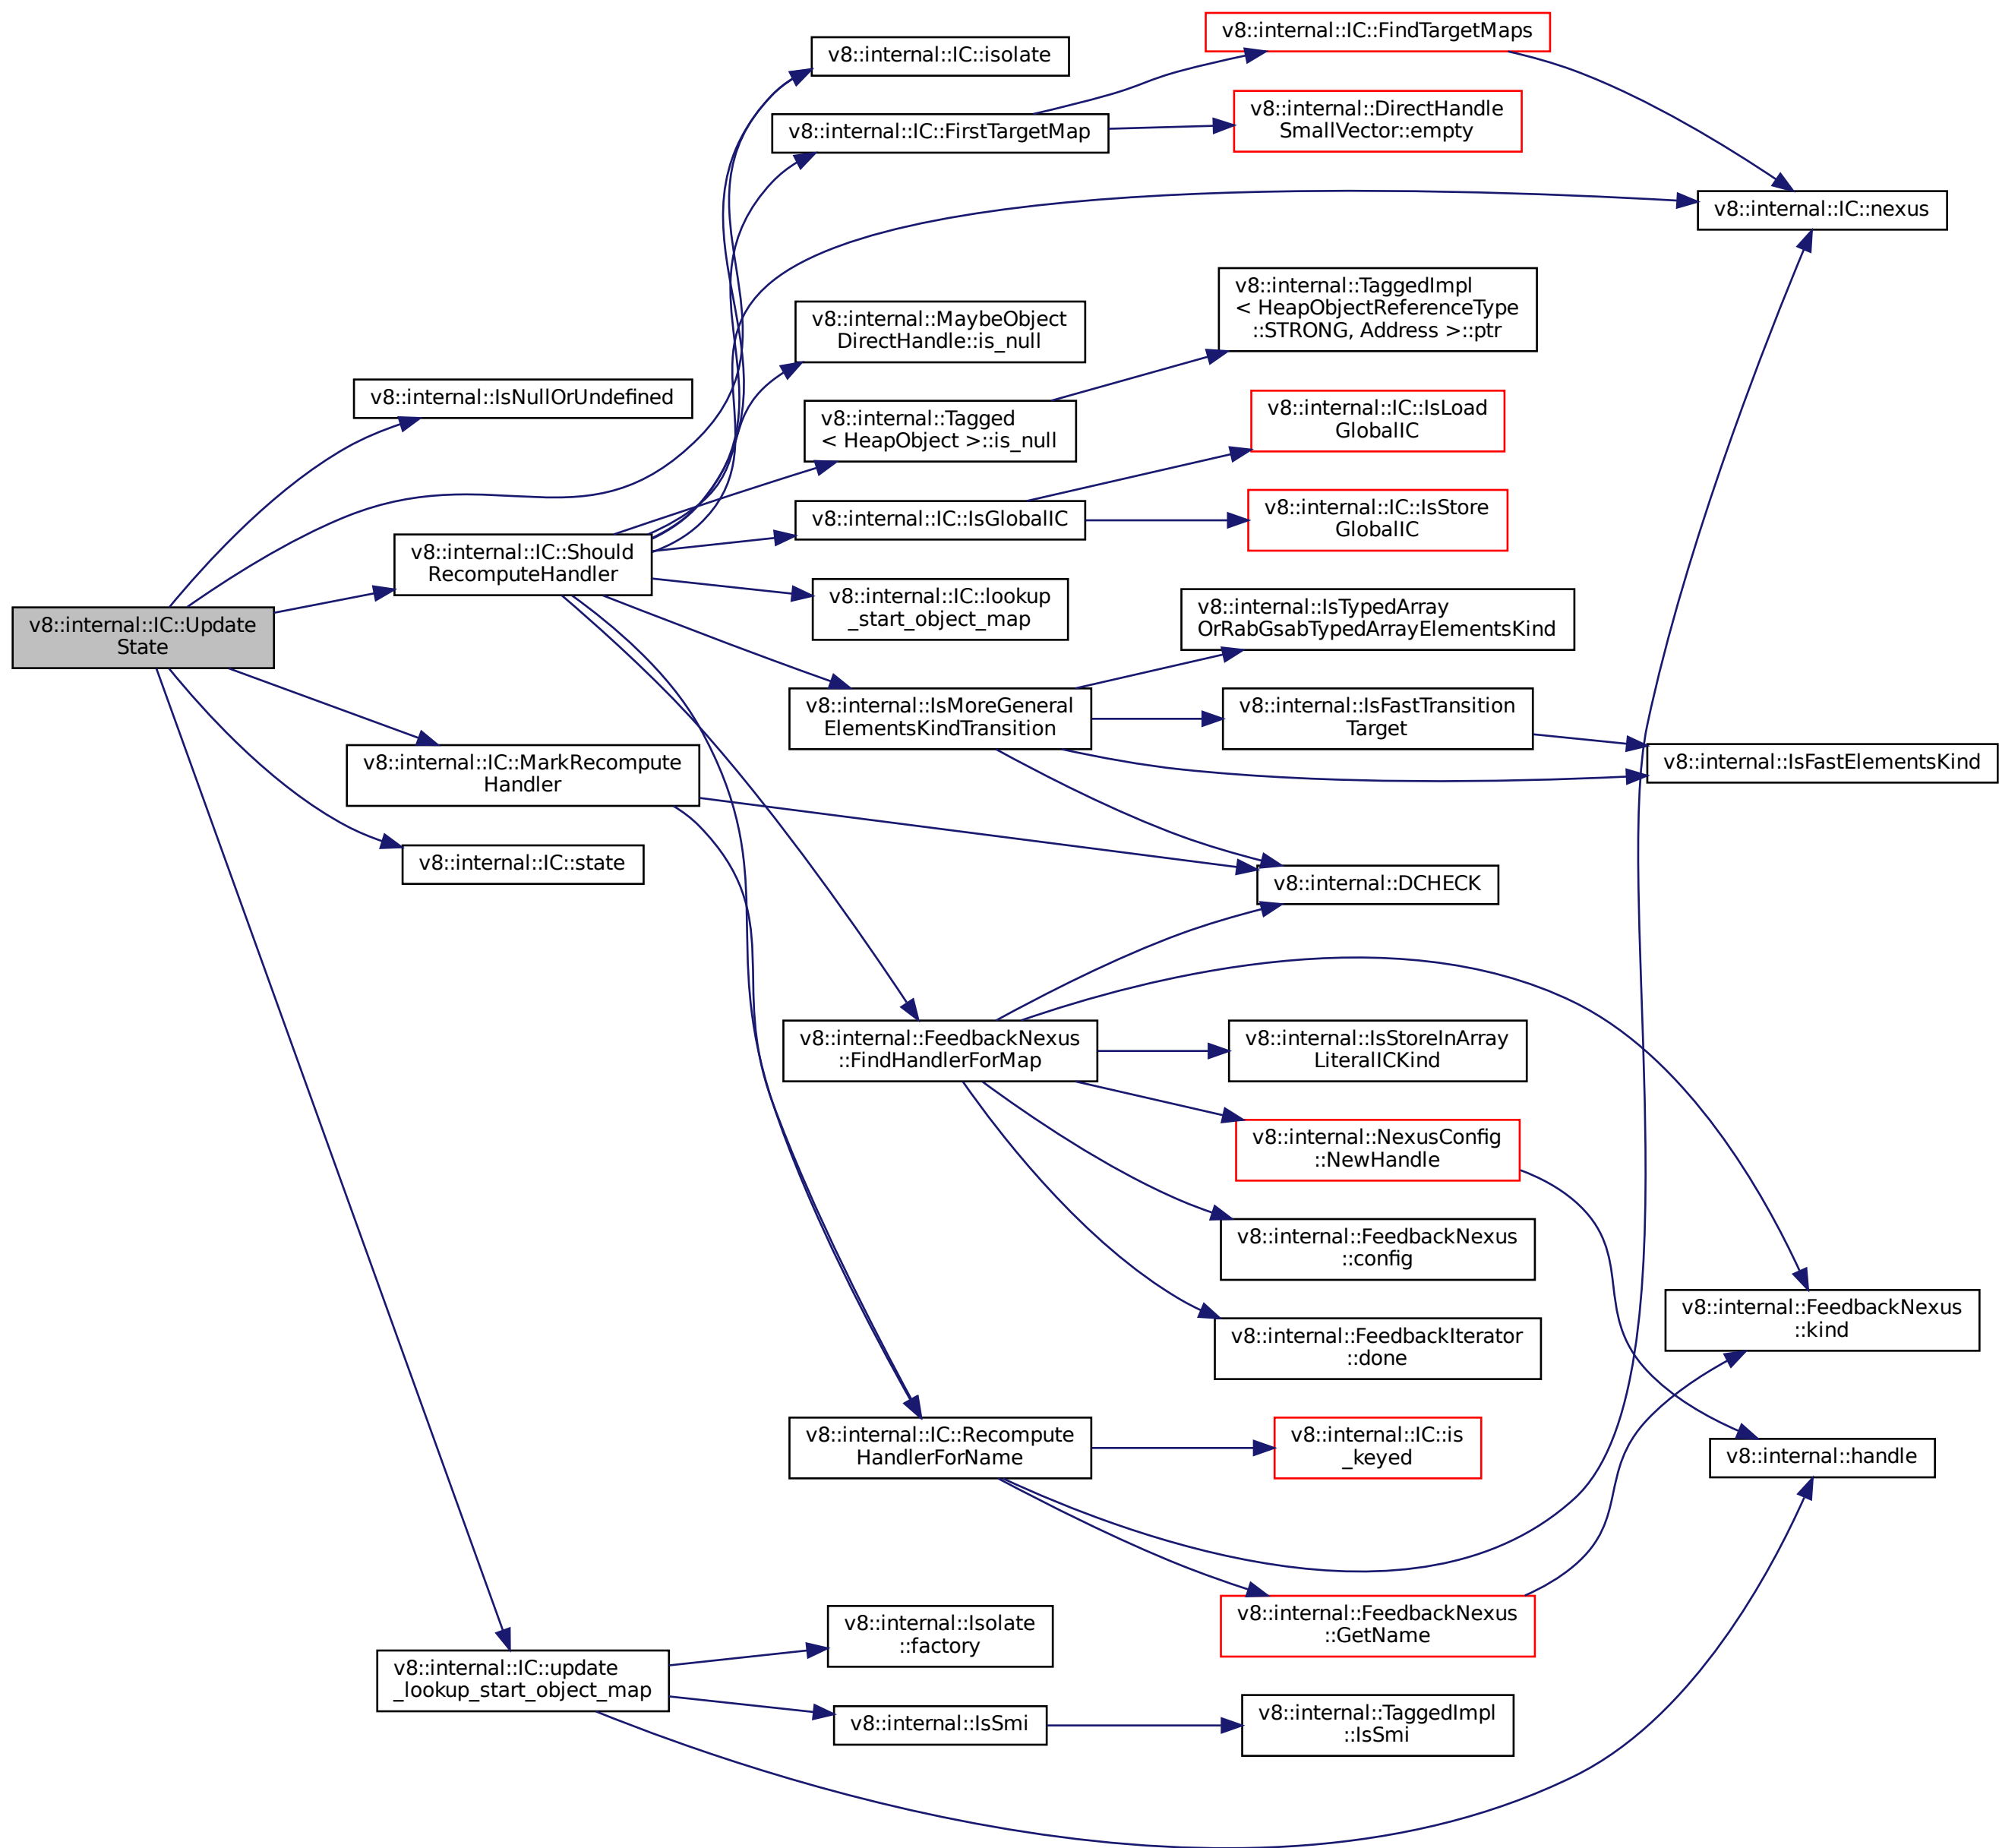 v8::internal::IC::Update
State
v8::internal::IsNullOrUndefined
v8::internal::IC::Should
RecomputeHandler
v8::internal::IC::MarkRecompute
Handler
v8::internal::IC::state
v8::internal::IC::update
_lookup_start_object_map
v8::internal::IC::isolate
v8::internal::IC::FirstTargetMap
v8::internal::MaybeObject
DirectHandle::is_null
v8::internal::Tagged
< HeapObject >::is_null
v8::internal::IC::IsGlobalIC
v8::internal::IC::lookup
_start_object_map
v8::internal::IsMoreGeneral
ElementsKindTransition
v8::internal::FeedbackNexus
::FindHandlerForMap
v8::internal::IC::Recompute
HandlerForName
v8::internal::Isolate
::factory
v8::internal::IsSmi
v8::internal::IC::FindTargetMaps
v8::internal::DirectHandle
SmallVector::empty
v8::internal::TaggedImpl
< HeapObjectReferenceType
::STRONG, Address >::ptr
v8::internal::IC::IsLoad
GlobalIC
v8::internal::IC::IsStore
GlobalIC
v8::internal::IsTypedArray
OrRabGsabTypedArrayElementsKind
v8::internal::IsFastTransition
Target
v8::internal::DCHECK
v8::internal::IsStoreInArray
LiteralICKind
v8::internal::NexusConfig
::NewHandle
v8::internal::FeedbackNexus
::config
v8::internal::FeedbackIterator
::done
v8::internal::IC::is
_keyed
v8::internal::FeedbackNexus
::GetName
v8::internal::TaggedImpl
::IsSmi
v8::internal::IC::nexus
v8::internal::IsFastElementsKind
v8::internal::FeedbackNexus
::kind
v8::internal::handle